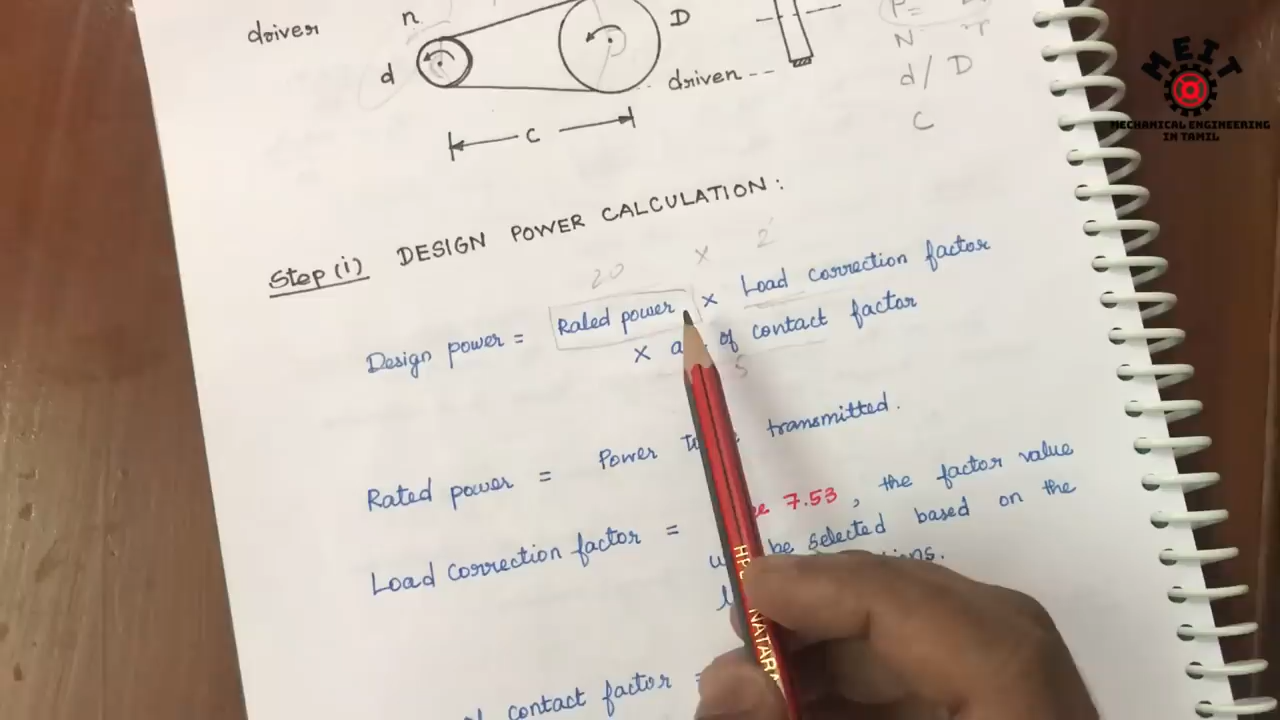 n
D
driver
d
driven --
C
P=
N T
d/D
C
MEIT
MECHANICAL ENGINEERING
IN TAMIL
Step (i) DESIGN POWER CALCULATION:
20 x 2
Design power = Rated power x Load correction factor
x of contact factor
5
Rated power = Power transmitted.
Load correction factor = 7.53, the factor value
be selected based on the
contact factor =
NATARA